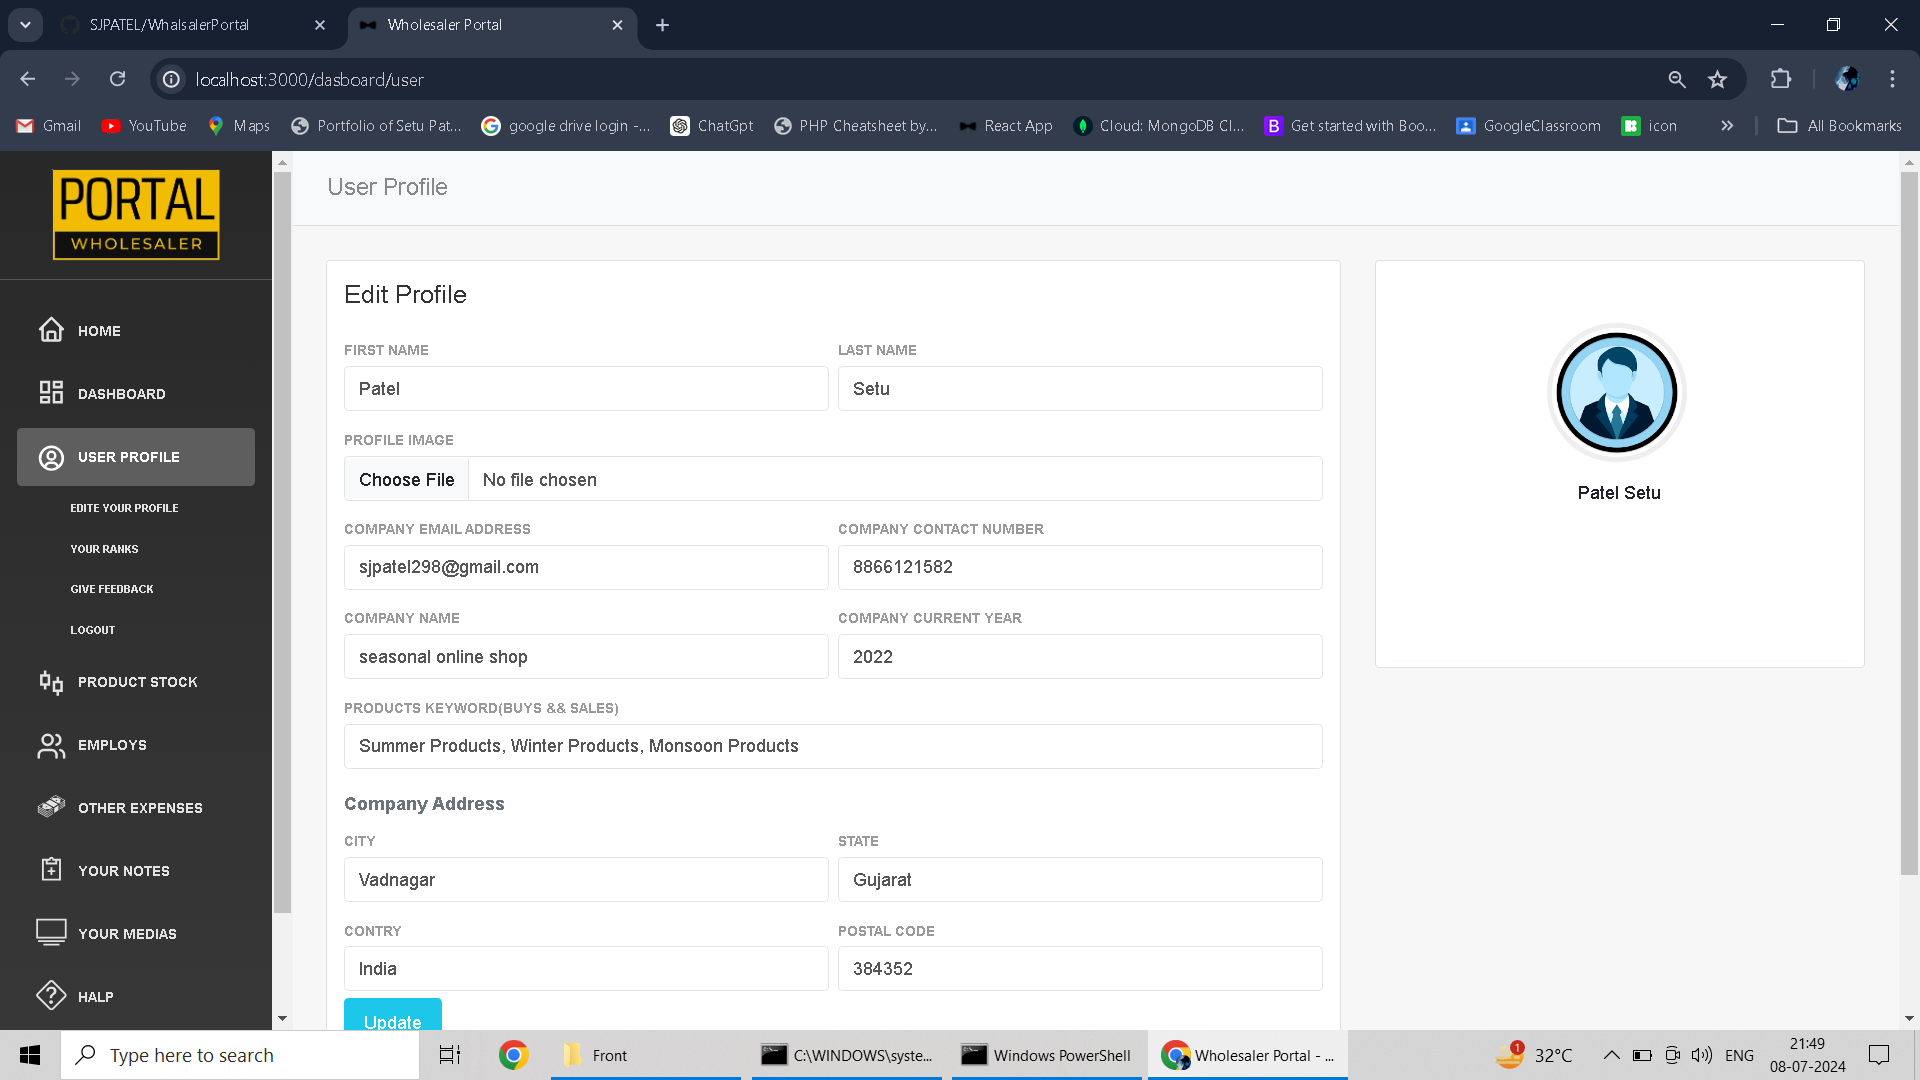 SJPATEL/WhalsalerPortal
Wholesaler Portal
localhost:3000/dasboard/user
Gmail
YouTube
Maps
Portfolio of Setu Pat...
google drive login -...
ChatGpt
PHP Cheatsheet by...
React App
Cloud: MongoDB Cl...
Get started with Boo...
GoogleClassroom
icon
All Bookmarks
PORTAL
WHOLESALER
HOME
DASHBOARD
USER PROFILE
EDITE YOUR PROFILE
YOUR RANKS
GIVE FEEDBACK
LOGOUT
PRODUCT STOCK
EMPLOYS
OTHER EXPENSES
YOUR NOTES
YOUR MEDIAS
HALP
User Profile
Edit Profile
FIRST NAME
LAST NAME
Patel
Setu
PROFILE IMAGE
Choose File No file chosen
COMPANY EMAIL ADDRESS
COMPANY CONTACT NUMBER
sjpatel298@gmail.com
8866121582
COMPANY NAME
COMPANY CURRENT YEAR
seasonal online shop
2022
PRODUCTS KEYWORD(BUYS && SALES)
Summer Products, Winter Products, Monsoon Products
Company Address
CITY
STATE
Vadnagar
Gujarat
CONTRY
POSTAL CODE
India
384352
Update
Patel Setu
Type here to search
Front
C:\WINDOWS\syste...
Windows PowerShell
Wholesaler Portal - ...
1
32°C
ENG
21:49
08-07-2024